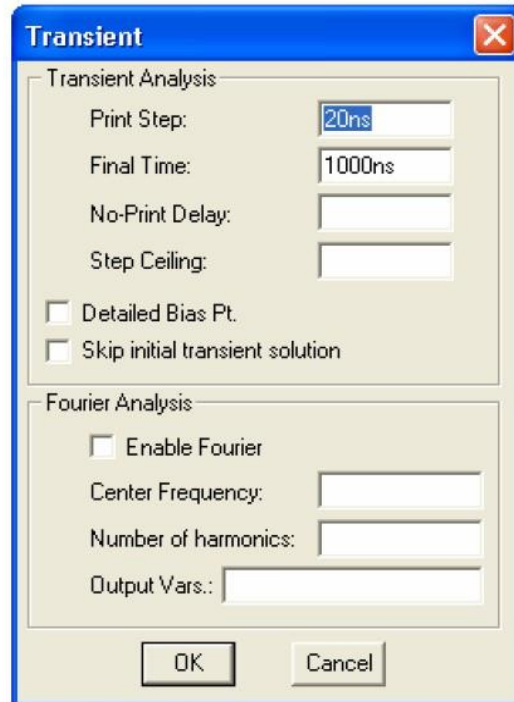 Transient
Transient Analysis
Print Step: 20ns
Final Time: 1000ns
No-Print Delay:
Step Ceiling:
Detailed Bias Pt.
Skip initial transient solution
Fourier Analysis
Enable Fourier
Center Frequency:
Number of harmonics:
Output Vars.:
OK Cancel